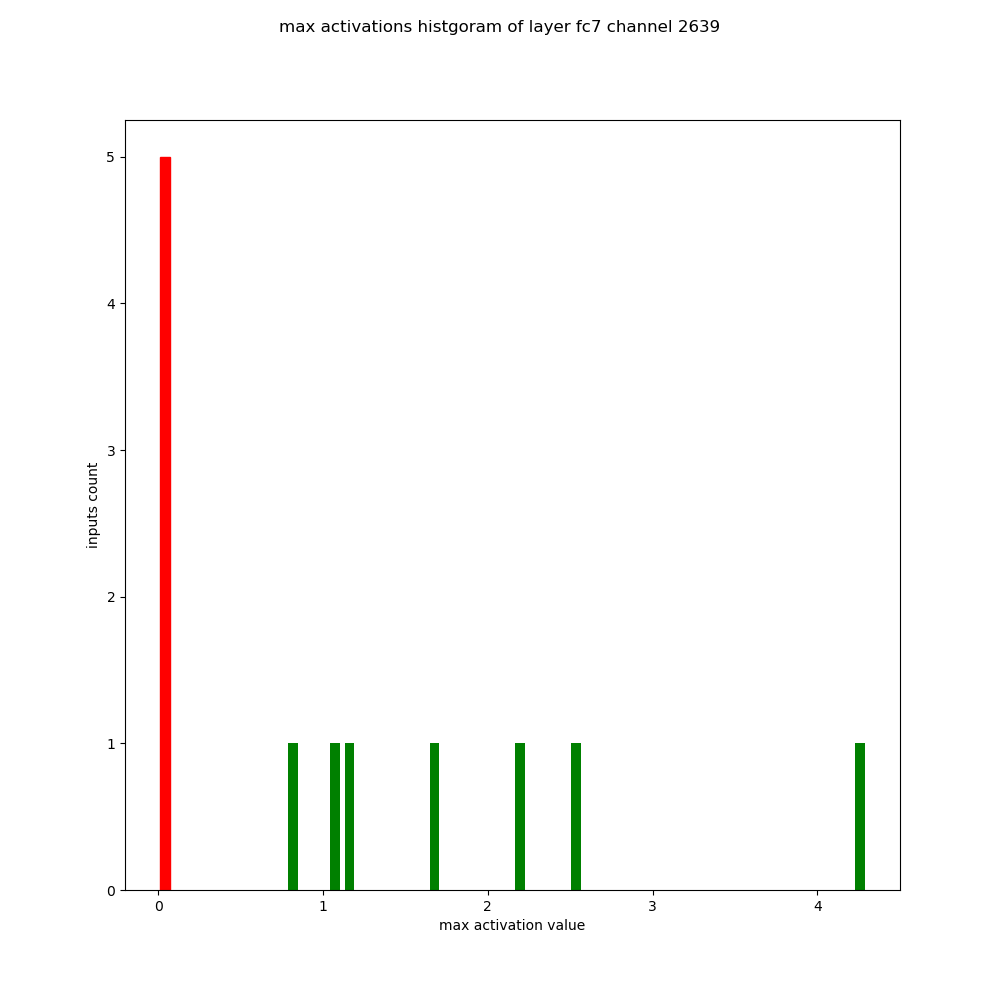 max activations histgoram of layer fc7 channel 2639
5
4
3
2
1
0
inputs count
0 1 2 3 4
max activation value